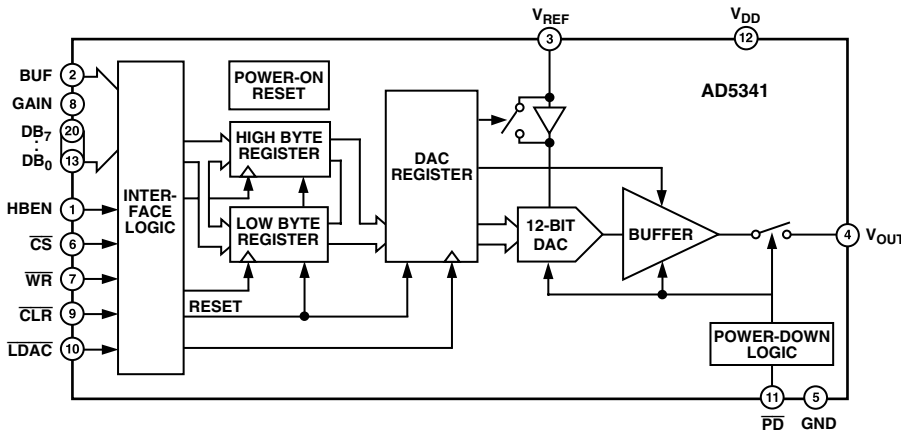 VREF
3
VDD
12
AD5341
BUF 2
GAIN 8
DB7 20
DB0 13
HBEN 1
CS 6
WR 7
CLR 9
LDAC 10
INTER-
FACE
LOGIC
POWER-ON
RESET
HIGH BYTE
REGISTER
LOW BYTE
REGISTER
RESET
DAC
REGISTER
12-BIT
DAC
BUFFER
4 VOUT
POWER-DOWN
LOGIC
11
PD
5
GND